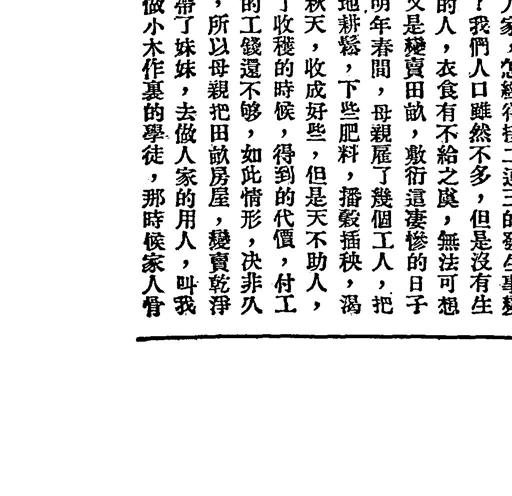 人家,怎經得接二連三的發生事變
?我們人口雖然不多,但是沒有生
的人,衣食有不給之虞,無法可想
又是變賣田畝,敷衍這凄慘的日子
明年春間,母親雇了幾個工人,把
地耕鬆,下些肥料,播穀插秧,渴
秋天,收成好些,但是天不助人,
了收穫的時候,得到的代價,付工
的工錢還不够,如此情形,决非久
,所以母親把田畝房屋,變賣乾淨
帶了妹妹,去做人家的用人,叫我
做小木作裏的學徒,那時候家人骨